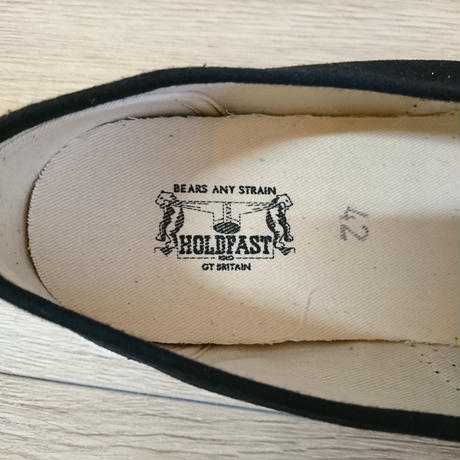 BEARS ANY STRAIN
HOLDFAST
GT BRITAIN
42